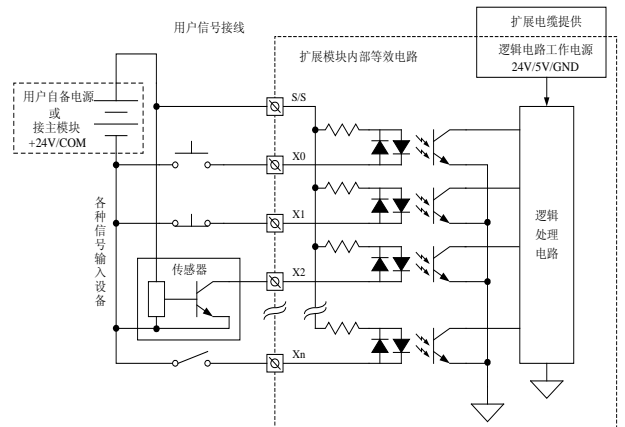 用户信号接线
扩展电缆提供
逻辑电路工作电源
24V/5V/GND
扩展模块内部等效电路
用户自备电源
或
接主模块
+24V/COM
S/S
X0
X1
X2
Xn
各种信号输入设备
传感器
逻辑
处理
电路